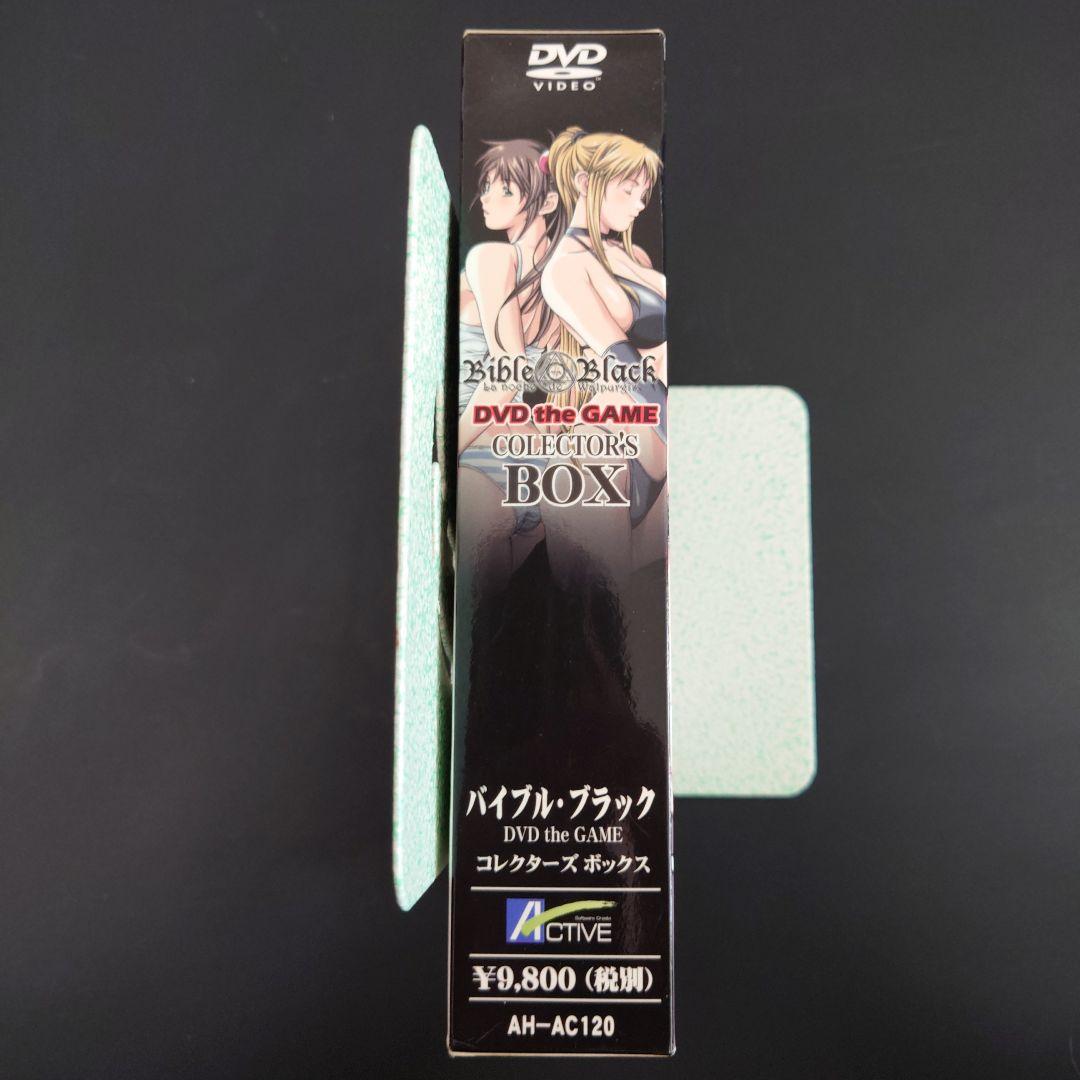 DVD
VIDEO
Bible Black
La noche de Walpurgis
DVD the GAME
COLECTOR'S
BOX
バイブル・ブラック
DVD the GAME
コレクターズ ボックス
Software Create
ACTIVE
¥9,800 (税別)
AH-AC120